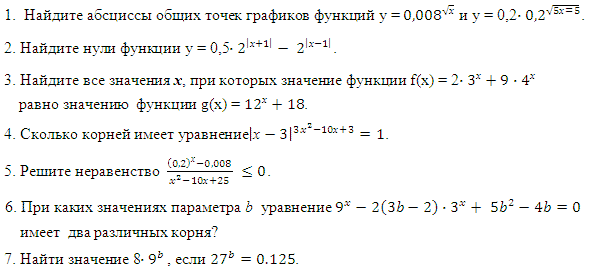 1. Найдите абсциссы общих точек графиков функций y = 0,008^{√x} и y = 0,2· 0,2^{√5x=5}.
2. Найдите нули функции y = 0,5· 2^{|x+1|} − 2^{|x−1|}.
3. Найдите все значения x, при которых значение функции f(x) = 2· 3^x + 9 · 4^x
равно значению функции g(x) = 12^x + 18.
4. Сколько корней имеет уравнение|x − 3|^{3x²−10x+3} = 1.
5. Решите неравенство \frac{(0,2)^x−0,008}{x²−10x+25} ≤ 0.
6. При каких значениях параметра b уравнение 9^x − 2(3b − 2) · 3^x + 5b² − 4b = 0
имеет два различных корня?
7. Найти значение 8· 9^b , если 27^b = 0,125.